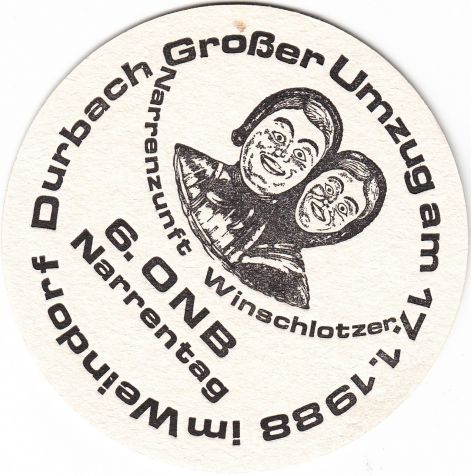 Großer Umzug am 17.1.1988 im Weindorf Durbach
Narrenzunft Winschlotzer.
6. ONB
Narrentag